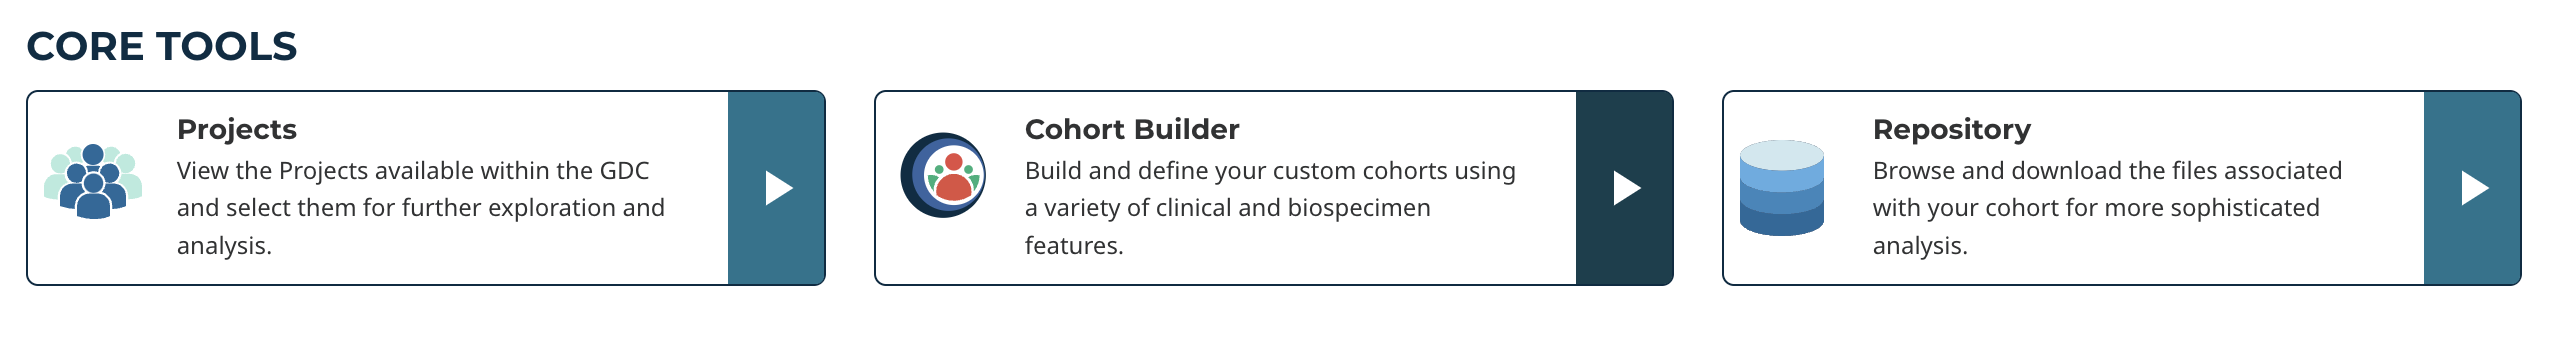 CORE TOOLS
Projects
View the Projects available within the GDC
and select them for further exploration and
analysis.
Cohort Builder
Build and define your custom cohorts using
a variety of clinical and biospecimen
features.
Repository
Browse and download the files associated
with your cohort for more sophisticated
analysis.